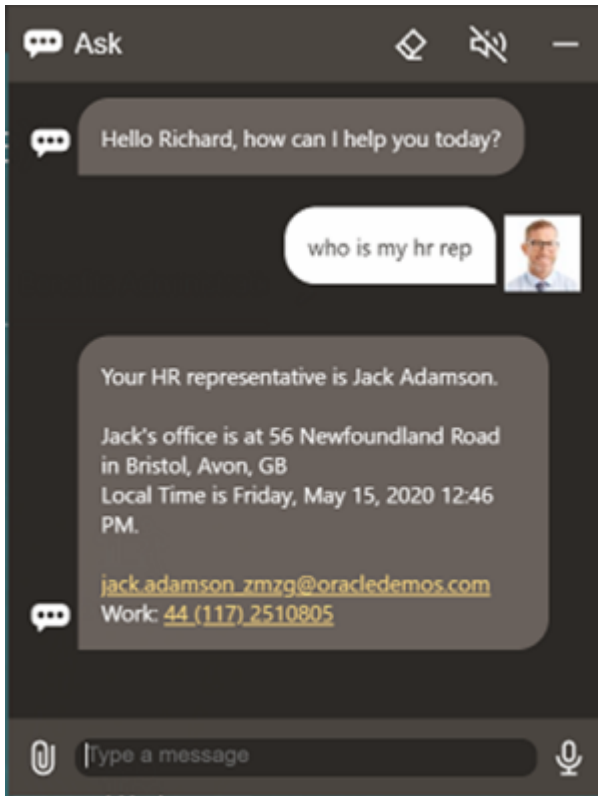 Ask
Hello Richard, how can I help you today?
who is my hr rep
Your HR representative is Jack Adamson.
Jack's office is at 56 Newfoundland Road
in Bristol, Avon, GB
Local Time is Friday, May 15, 2020 12:46
PM.
jack.adamson_zmzg@oracledemos.com
Work: 44 (117) 2510805
Type a message